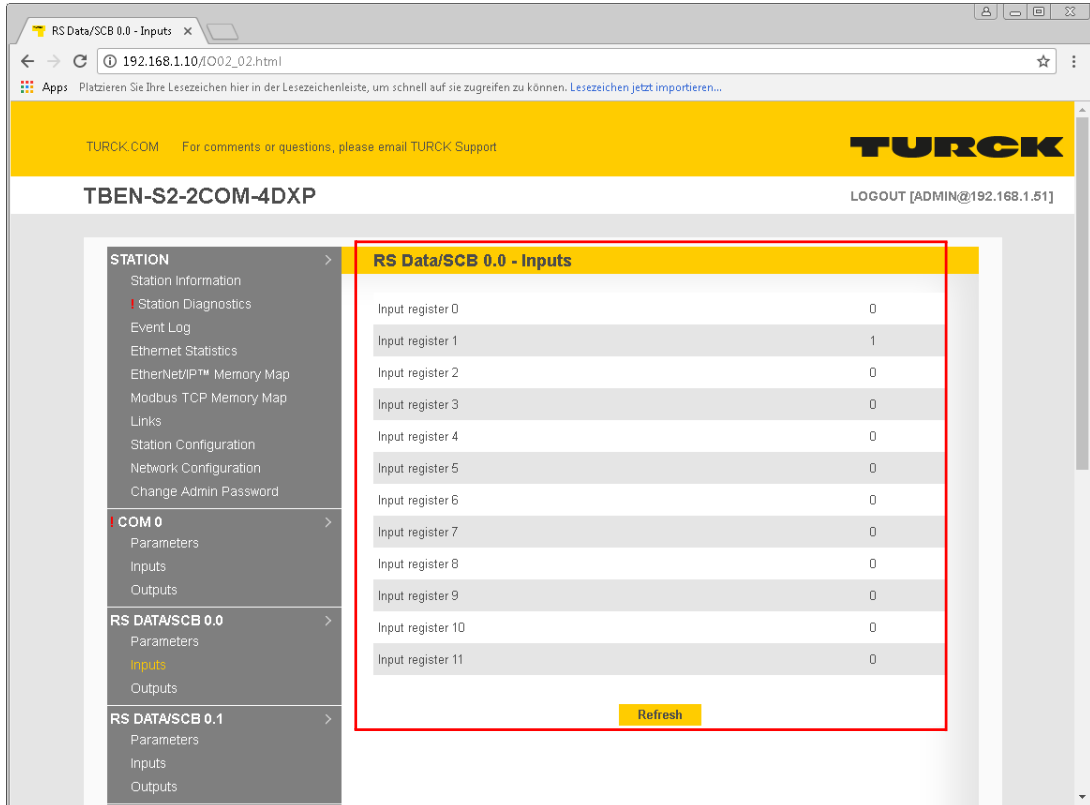 RS Data/SCB 0.0 - Inputs
192.168.1.10/IO02_02.html
Apps Platzieren Sie Ihre Lesezeichen hier in der Lesezeichenleiste, um schnell auf sie zugreifen zu können. Lesezeichen jetzt importieren...
TURCK.COM For comments or questions, please email TURCK Support
TURCK
TBEN-S2-2COM-4DXP
LOGOUT [ADMIN@192.168.1.51]
STATION
Station Information
! Station Diagnostics
Event Log
Ethernet Statistics
EtherNet/IP™ Memory Map
Modbus TCP Memory Map
Links
Station Configuration
Network Configuration
Change Admin Password
! COM 0
Parameters
Inputs
Outputs
RS DATA/SCB 0.0
Parameters
Inputs
Outputs
RS DATA/SCB 0.1
Parameters
Inputs
Outputs
RS Data/SCB 0.0 - Inputs
Input register 0 0
Input register 1 1
Input register 2 0
Input register 3 0
Input register 4 0
Input register 5 0
Input register 6 0
Input register 7 0
Input register 8 0
Input register 9 0
Input register 10 0
Input register 11 0
Refresh